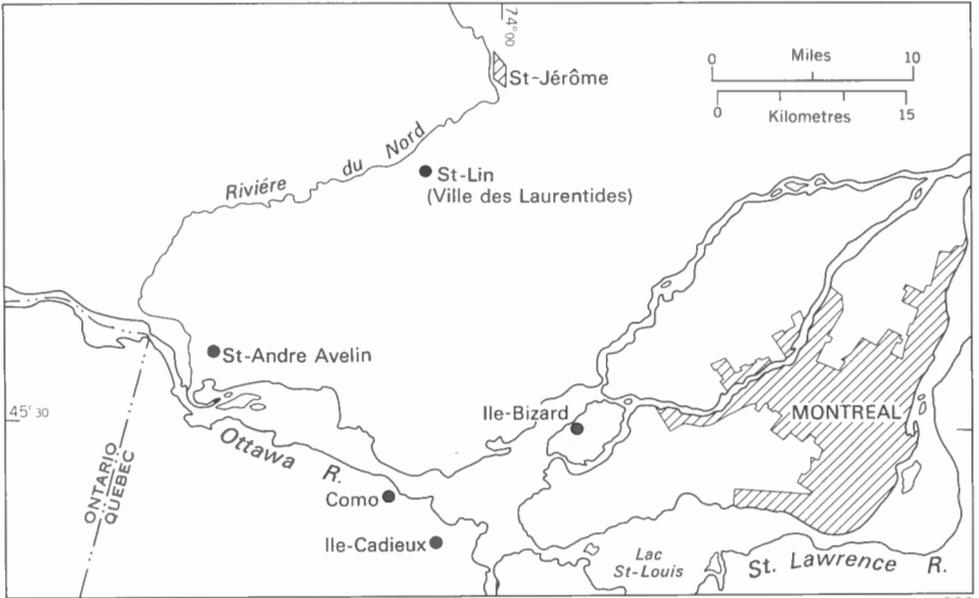 74°00
St-Jérôme
Miles
0 10
0 15
Kilometres
Riviére du Nord
St-Lin
(Ville des Laurentides)
St-Andre Avelin
45°30
Ile-Bizard
MONTREAL
Ottawa R.
ONTARIO
QUEBEC
Como
Ile-Cadieux
Lac
St-Louis
St. Lawrence R.